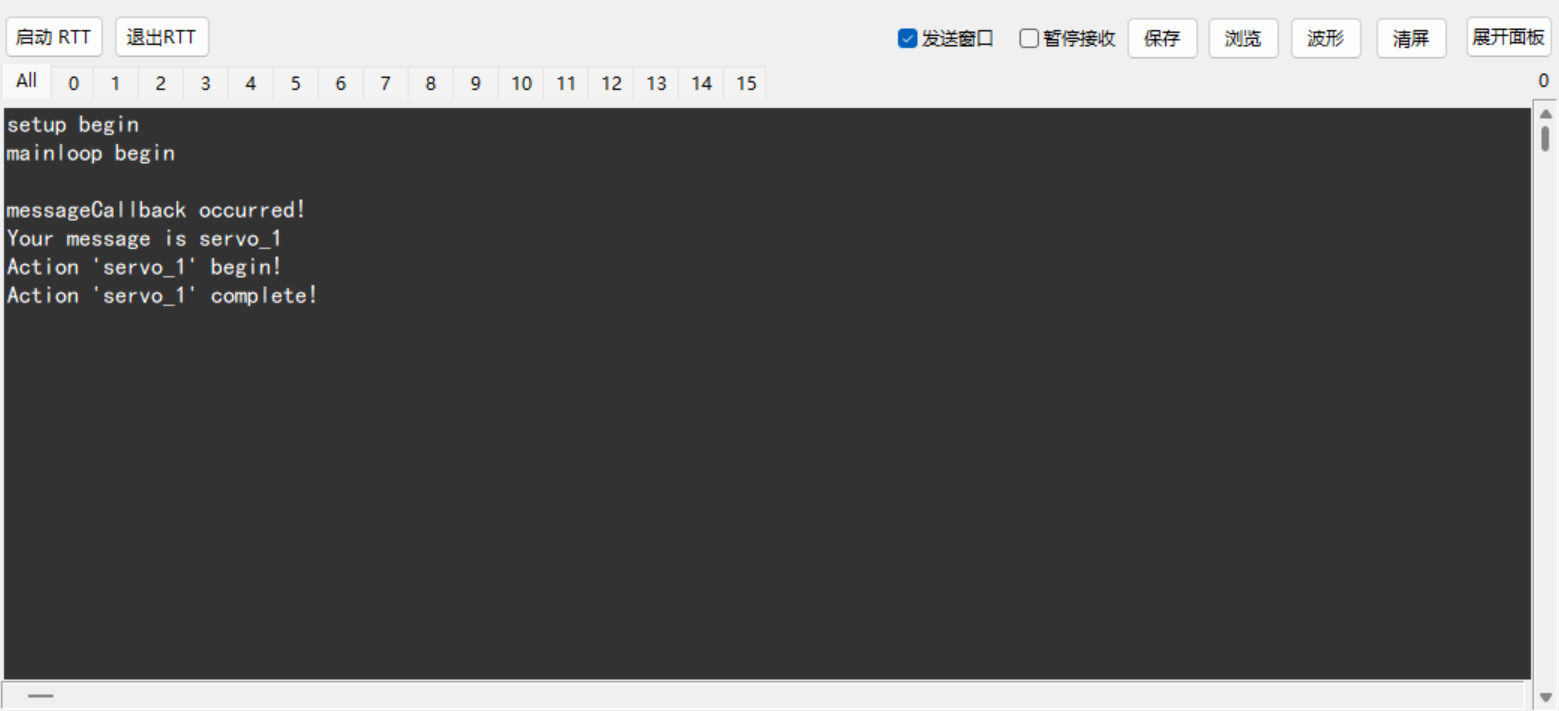 启动 RTT 退出RTT 发送窗口 暂停接收 保存 浏览 波形 清屏 展开面板
All 0 1 2 3 4 5 6 7 8 9 10 11 12 13 14 15 0
setup begin
mainloop begin
messageCallback occurred!
Your message is servo_1
Action 'servo_1' begin!
Action 'servo_1' complete!